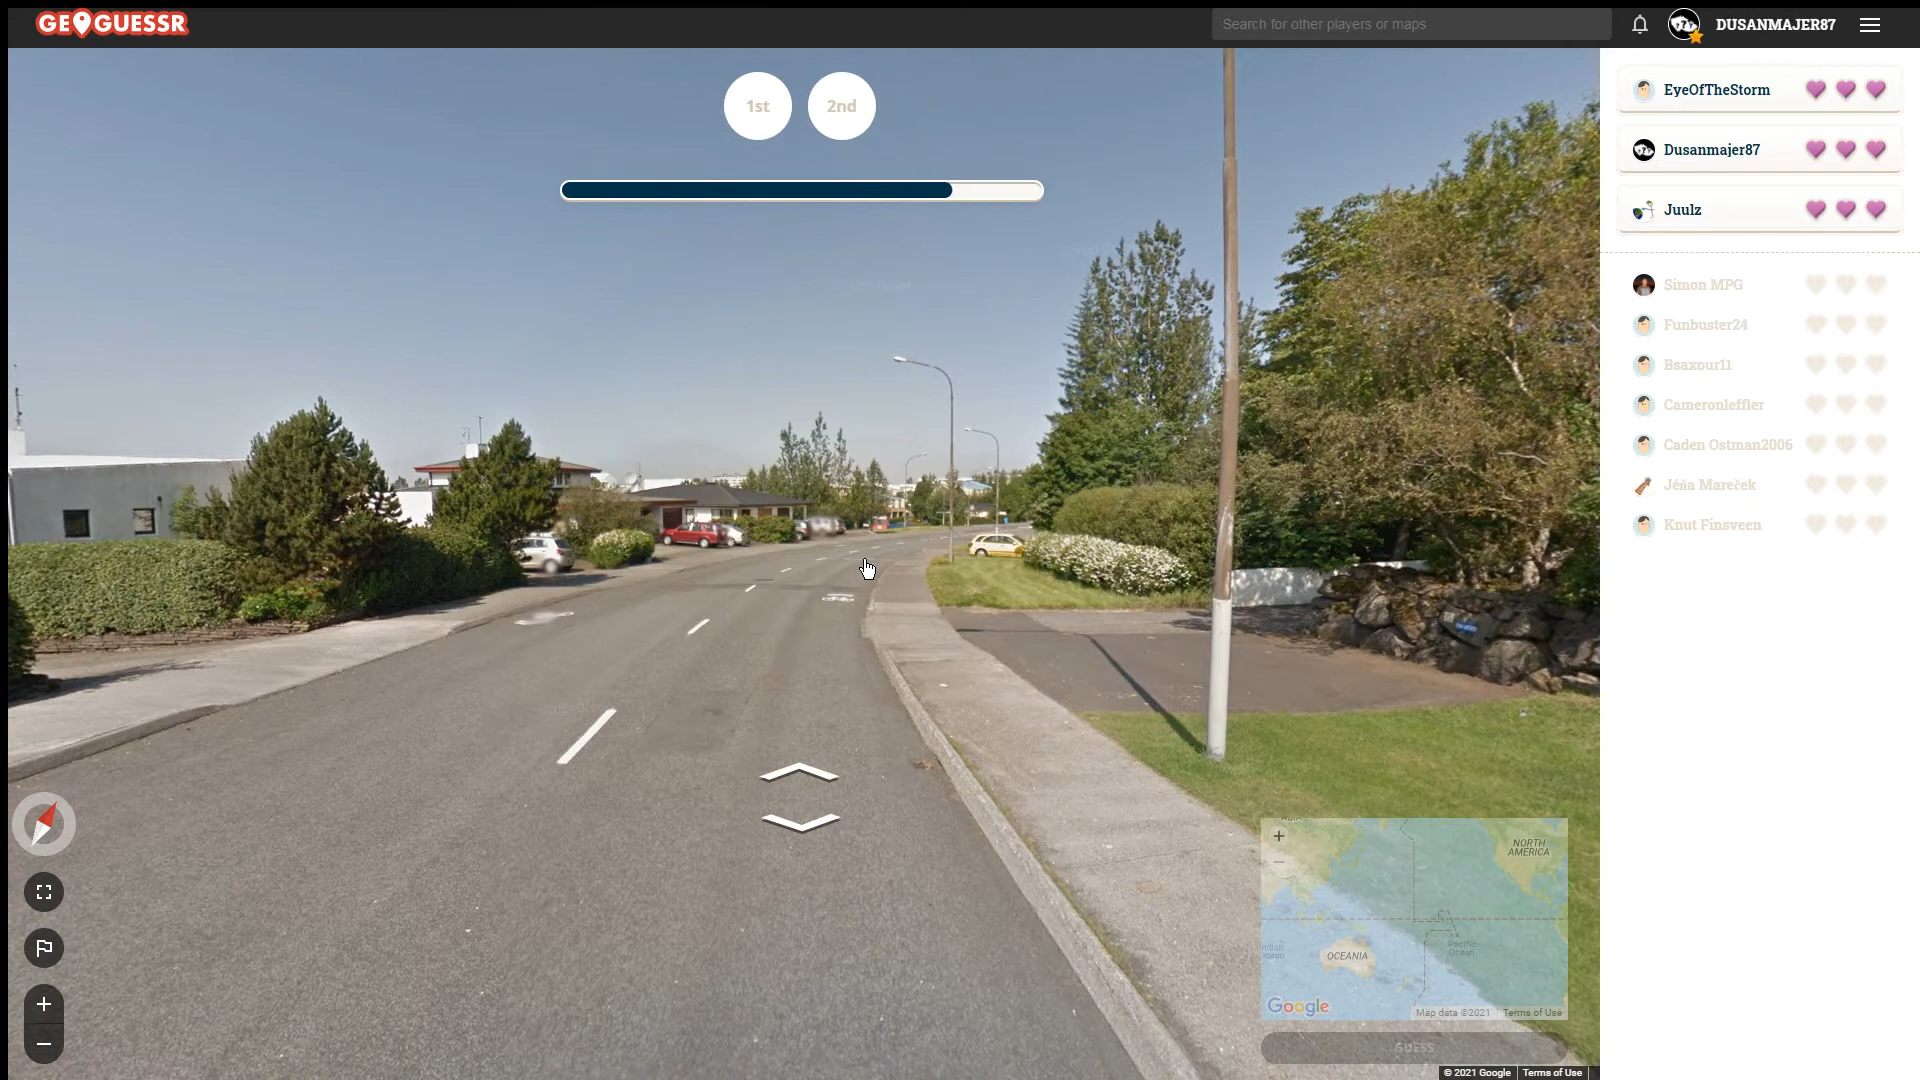 GEOGUESSR
Search for other players or maps
DUSANMAJER87
1st
2nd
EyeOfTheStorm
Dusanmajer87
Juulz
Simon MPG
Funbuster24
Bsaxour11
Cameronleffler
Caden Ostman2006
Jéňa Mareček
Knut Finsveen
NORTH
AMERICA
OCEANIA
Pacific
Ocean
Google
Map data ©2021
Terms of Use
GUESS
© 2021 Google
Terms of Use